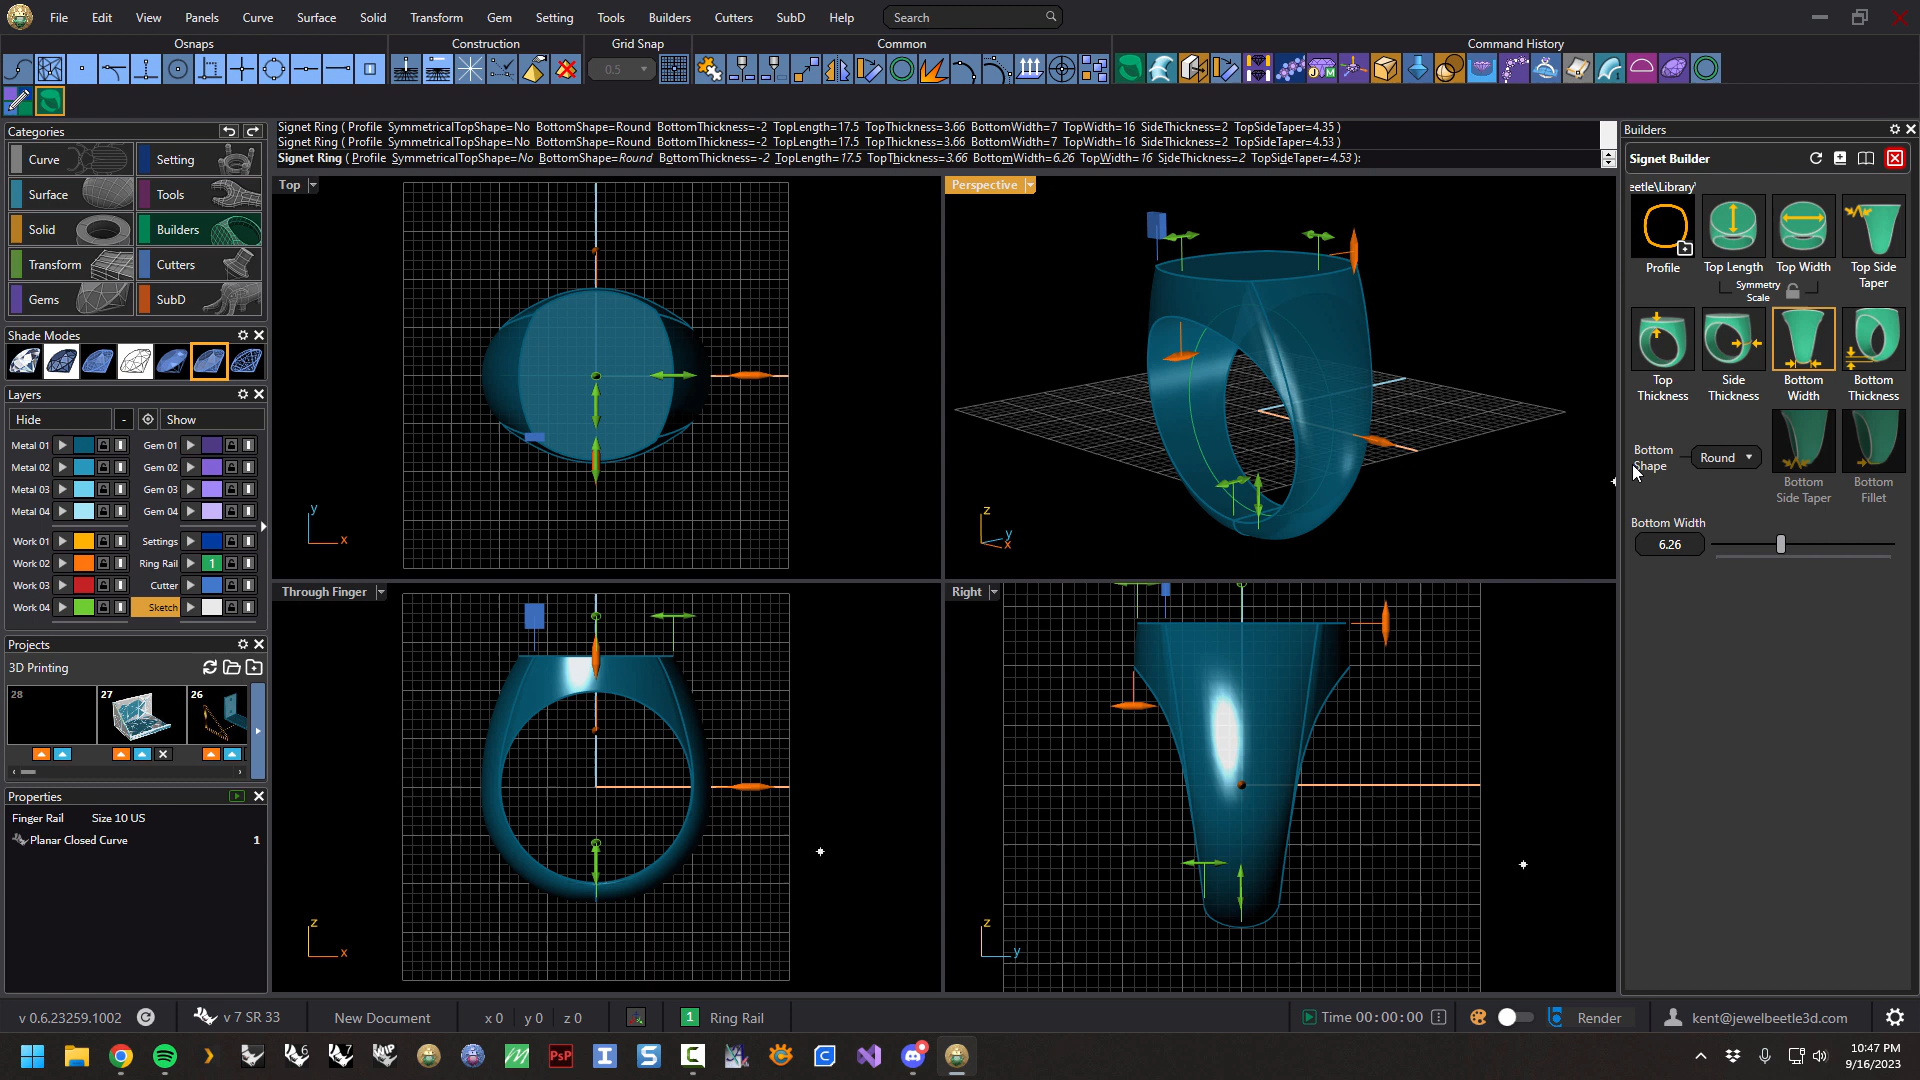 File Edit View Panels Curve Surface Solid Transform Gem Setting Tools Builders Cutters SubD Help Search
Osnaps Construction Grid Snap Common Command History
0.5
Categories
Curve Setting
Surface Tools
Solid Builders
Transform Cutters
Gems SubD
Shade Modes
Layers
Hide - Show
Metal 01 Gem 01
Metal 02 Gem 02
Metal 03 Gem 03
Metal 04 Gem 04
Work 01 Settings
Work 02 Ring Rail 1
Work 03 Cutter
Work 04 Sketch
Projects
3D Printing
28 27 26
Properties
Finger Rail Size 10 US
Planar Closed Curve 1
Signet Ring ( Profile SymmetricalTopShape=No BottomShape=Round BottomThickness=-2 TopLength=17.5 TopThickness=3.66 BottomWidth=7 TopWidth=16 SideThickness=2 TopSideTaper=4.35 )
Signet Ring ( Profile SymmetricalTopShape=No BottomShape=Round BottomThickness=-2 TopLength=17.5 TopThickness=3.66 BottomWidth=7 TopWidth=16 SideThickness=2 TopSideTaper=4.53 )
Signet Ring ( Profile SymmetricalTopShape=No BottomShape=Round BottomThickness=-2 TopLength=17.5 TopThickness=3.66 BottomWidth=6.26 TopWidth=16 SideThickness=2 TopSideTaper=4.53 ):
Top
y
x
Perspective
z
y
x
Through Finger
z
x
Right
z
y
Builders
Signet Builder
eetle\Library'
Profile Top Length Top Width Top Side Taper
Symmetry
Scale
Top Thickness Side Thickness Bottom Width Bottom Thickness
Bottom Shape Round
Bottom Side Taper Bottom Fillet
Bottom Width
6.26
v 0.6.23259.1002 v 7 SR 33 New Document x 0 y 0 z 0 1 Ring Rail Time 00:00:00 Render kent@jewelbeetle3d.com
6 7 WIP PsP
10:47 PM
9/16/2023